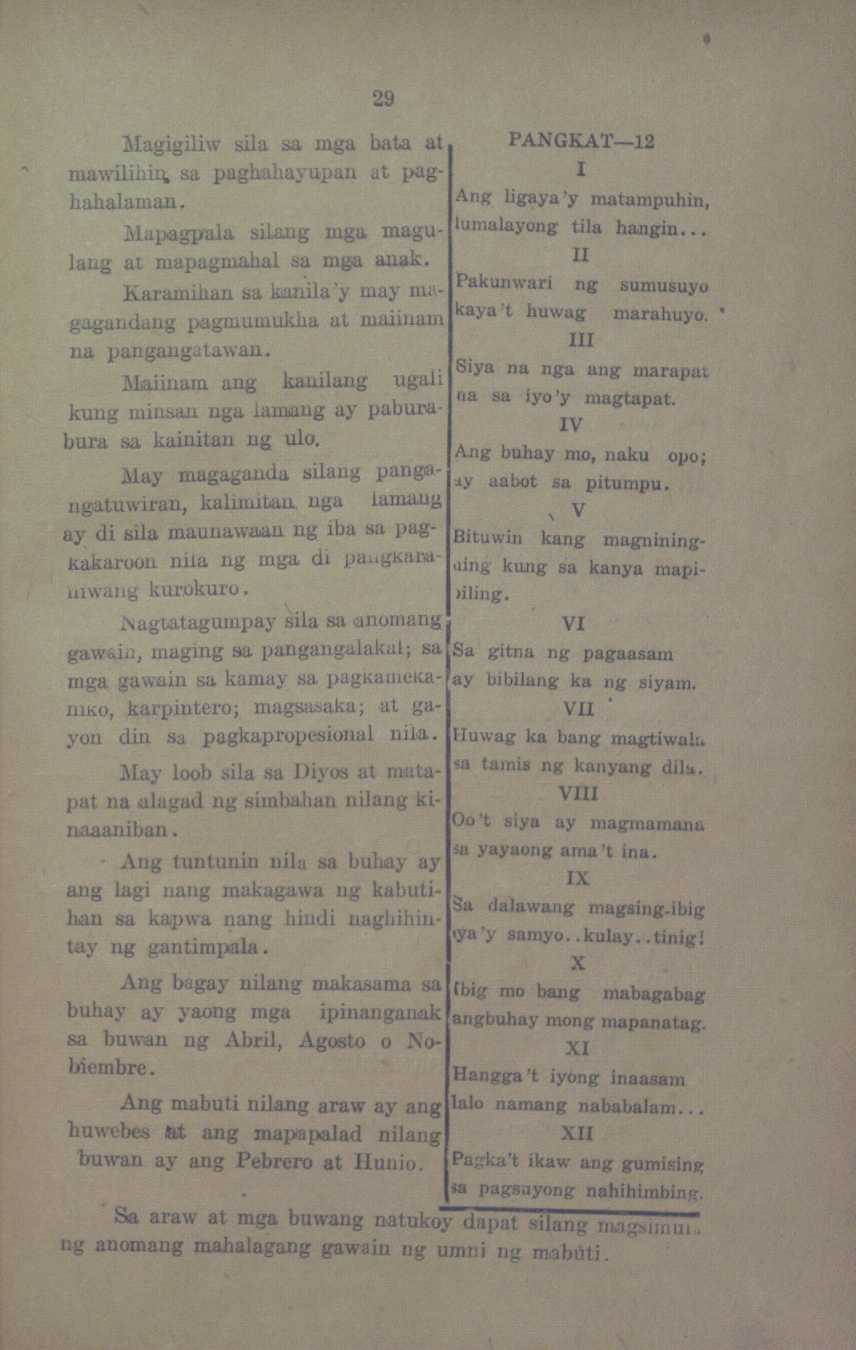 29
Magigiliw sila sa mga bata at
mawilihin, sa paghahayupan at pag-
hahalaman.
Mapagpala silang mga magu-
lang at mapagmahal sa mga anak.
Karamihan sa kanila'y may ma-
gagandang pagmumukha at maiinam
na pangangatawan.
Maiinam ang kanilang ugali
kung minsan nga lamang ay pabura-
bura sa kainitan ng ulo.
May magaganda silang panga-
ngatuwiran, kalimitan nga lamang
ay di sila maunawaan ng iba sa pag-
kakaroon nila ng mga di pangkara-
niwang kurokuro.
Nagtatagumpay sila sa anomang
gawain, maging sa pangangalakal; sa
mga gawain sa kamay sa pagkameka-
niko, karpintero; magsasaka; at ga-
yon din sa pagkapropesional nila.
May loob sila sa Diyos at mata-
pat na alagad ng simbahan nilang ki-
naaaniban.
Ang tuntunin nila sa buhay ay
ang lagi nang makagawa ng kabuti-
han sa kapwa nang hindi naghihin-
tay ng gantimpala.
Ang bagay nilang makasama sa
buhay ay yaong mga ipinanganak
sa buwan ng Abril, Agosto o No-
biembre.
Ang mabuti nilang araw ay ang
huwebes at ang mapapalad nilang
buwan ay ang Pebrero at Hunio.
PANGKAT—12
I
Ang ligaya'y matampuhin,
lumalayong tila hangin...
II
Pakunwari ng sumusuyo
kaya't huwag marahuyo.
III
Siya na nga ang marapat
na sa iyo'y magtapat.
IV
Ang buhay mo, naku opo;
ay aabot sa pitumpu.
V
Bituwin kang magnining-
ning kung sa kanya mapi-
piling.
VI
Sa gitna ng pagaasam
ay bibilang ka ng siyam.
VII
Huwag ka bang magtiwala
sa tamis ng kanyang dila.
VIII
Oo't siya ay magmamana
sa yayaong ama't ina.
IX
Sa dalawang magsing-ibig
iya'y samyo..kulay..tinig!
X
Ibig mo bang mabagabag
angbuhay mong mapanatag.
XI
Hangga't iyong inaasam
lalo namang nababalam...
XII
Pagka't ikaw ang gumising
sa pagsuyong nahihimbing.
Sa araw at mga buwang natukoy dapat silang magsimula
ng anomang mahalagang gawain ng umni ng mabuti.